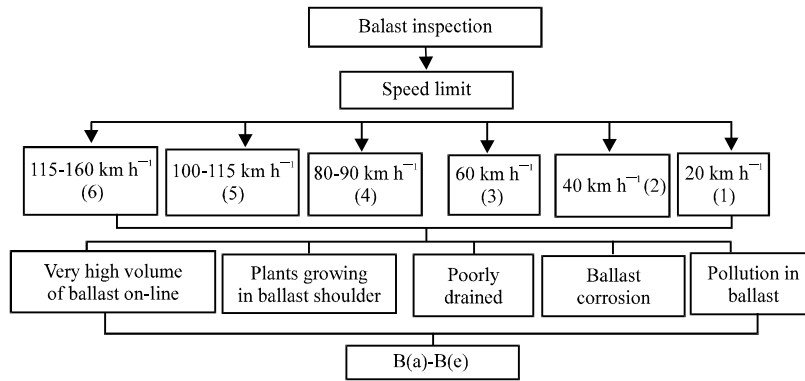 Balast inspection
Speed limit
115-160 km h⁻¹
(6)
100-115 km h⁻¹
(5)
80-90 km h⁻¹
(4)
60 km h⁻¹
(3)
40 km h⁻¹ (2)
20 km h⁻¹
(1)
Very high volume
of ballast on-line
Plants growing
in ballast shoulder
Poorly
drained
Ballast
corrosion
Pollution in
ballast
B(a)-B(e)